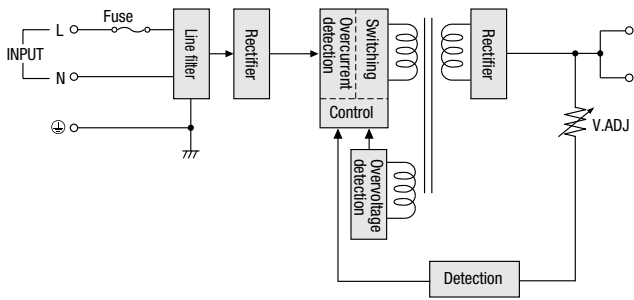 Fuse
L
INPUT
N
Line filter
Rectifier
Overcurrent
detection
Switching
Control
Rectifier
V.ADJ
Overvoltage
detection
Detection